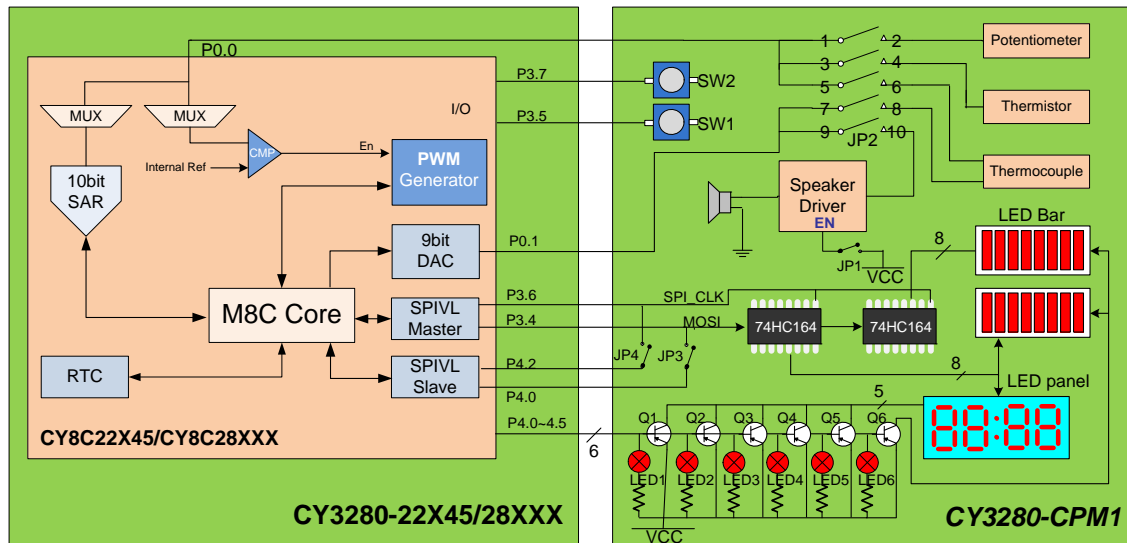 P0.0
MUX
MUX
I/O
P3.7
P3.5
Internal Ref
CMP
En
PWM
Generator
10bit
SAR
9bit
DAC
P0.1
M8C Core
SPIVL
Master
P3.6
P3.4
SPIVL
Slave
P4.2
P4.0
RTC
P4.0~4.5
CY8C22X45/CY8C28XXX
CY3280-22X45/28XXX
6
SW2
SW1
1 2
3 4
5 6
7 8
9 10
JP2
Potentiometer
Thermistor
Thermocouple
Speaker
Driver
EN
JP1
VCC
LED Bar
8
SPI_CLK
MOSI
74HC164
74HC164
JP4
JP3
8
LED panel
5
88:88
Q1 Q2 Q3 Q4 Q5 Q6
LED1 LED2 LED3 LED4 LED5 LED6
VCC
CY3280-CPM1